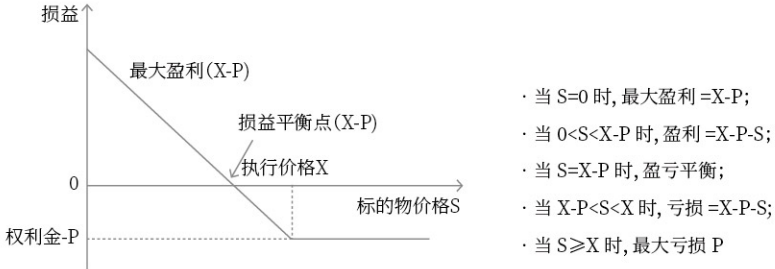 损益
最大盈利(X-P)
损益平衡点(X-P)
执行价格X
0
标的物价格S
权利金-P
· 当 S=0 时, 最大盈利 =X-P;
· 当 0<S<X-P 时, 盈利 =X-P-S;
· 当 S=X-P 时, 盈亏平衡;
· 当 X-P<S<X 时, 亏损 =X-P-S;
· 当 S⩾X 时, 最大亏损 P